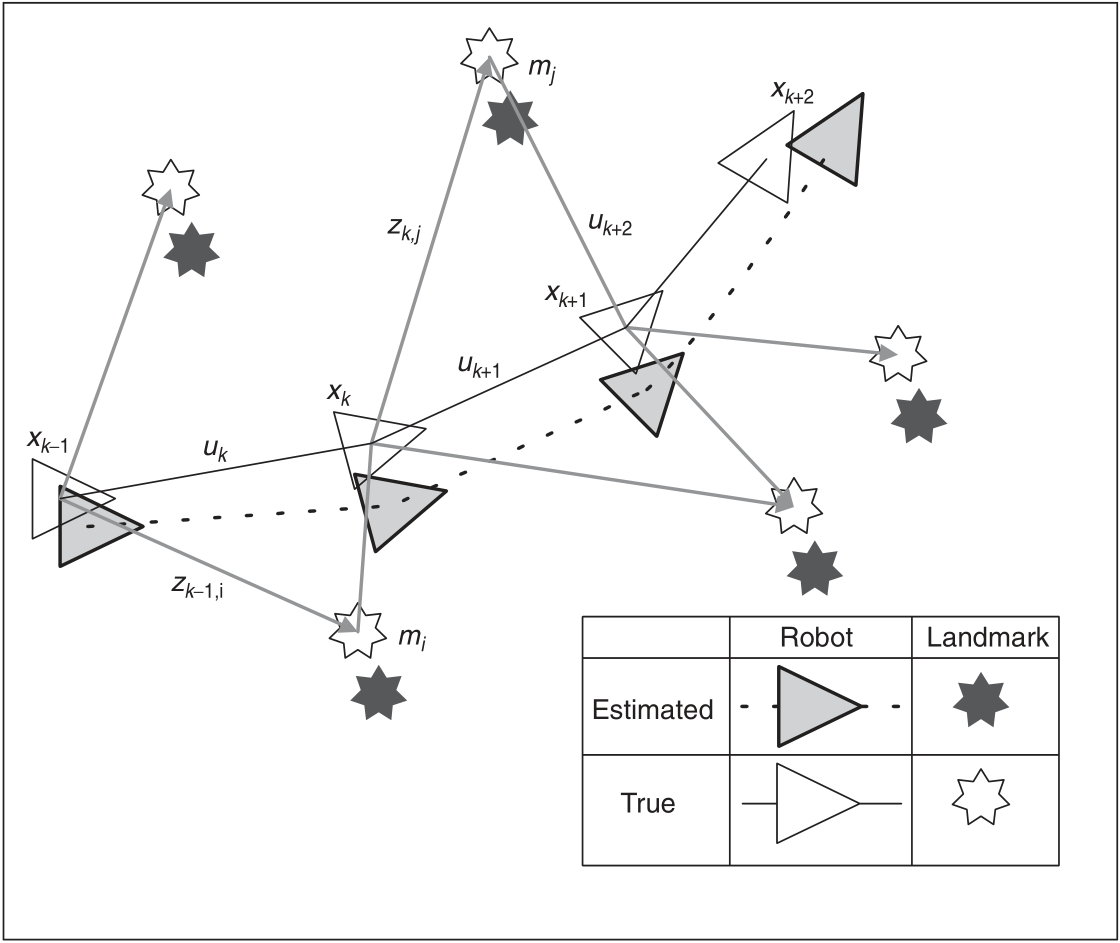 m_j
x_{k+2}
z_{k,j}
u_{k+2}
x_{k+1}
u_{k+1}
x_k
x_{k–1}
u_k
z_{k–1,i}
m_i
Robot Landmark
Estimated
True